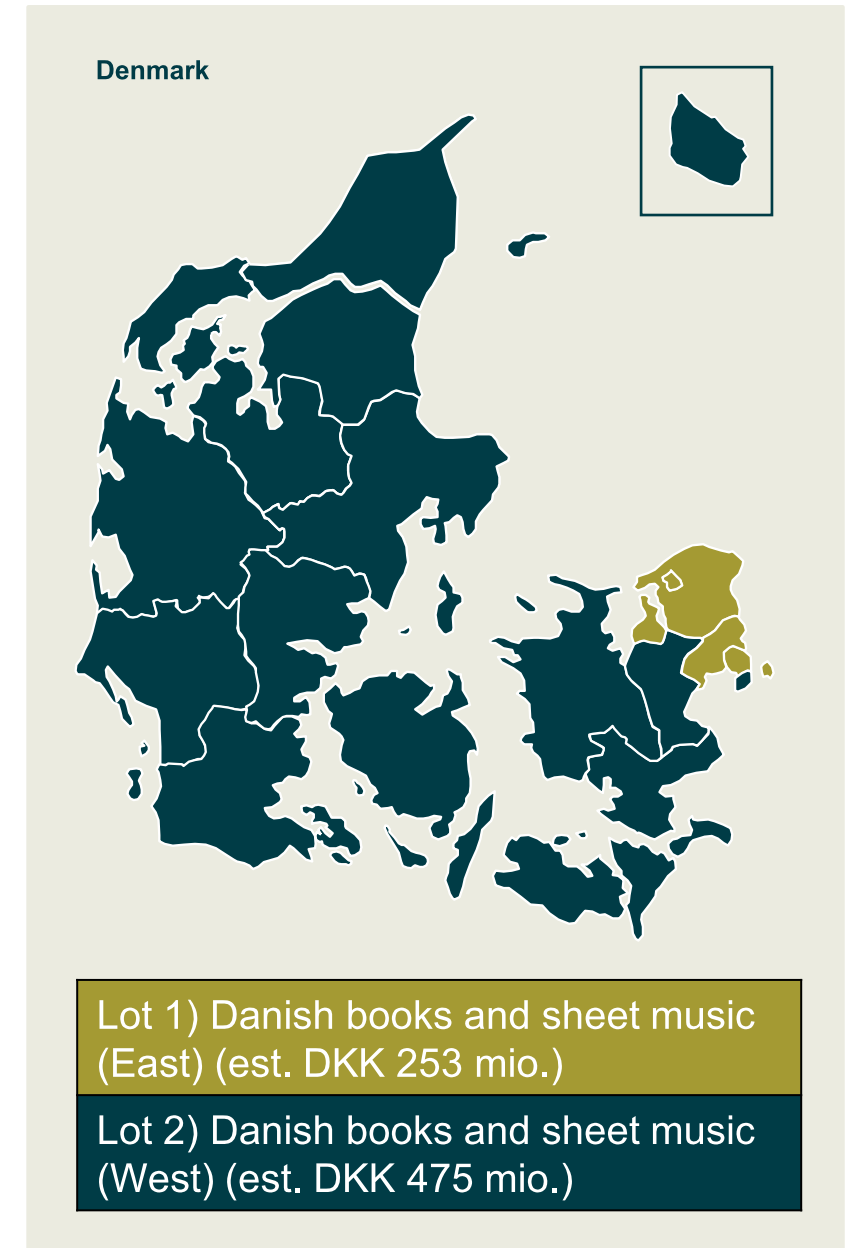 Denmark
Lot 1) Danish books and sheet music
(East) (est. DKK 253 mio.)
Lot 2) Danish books and sheet music
(West) (est. DKK 475 mio.)